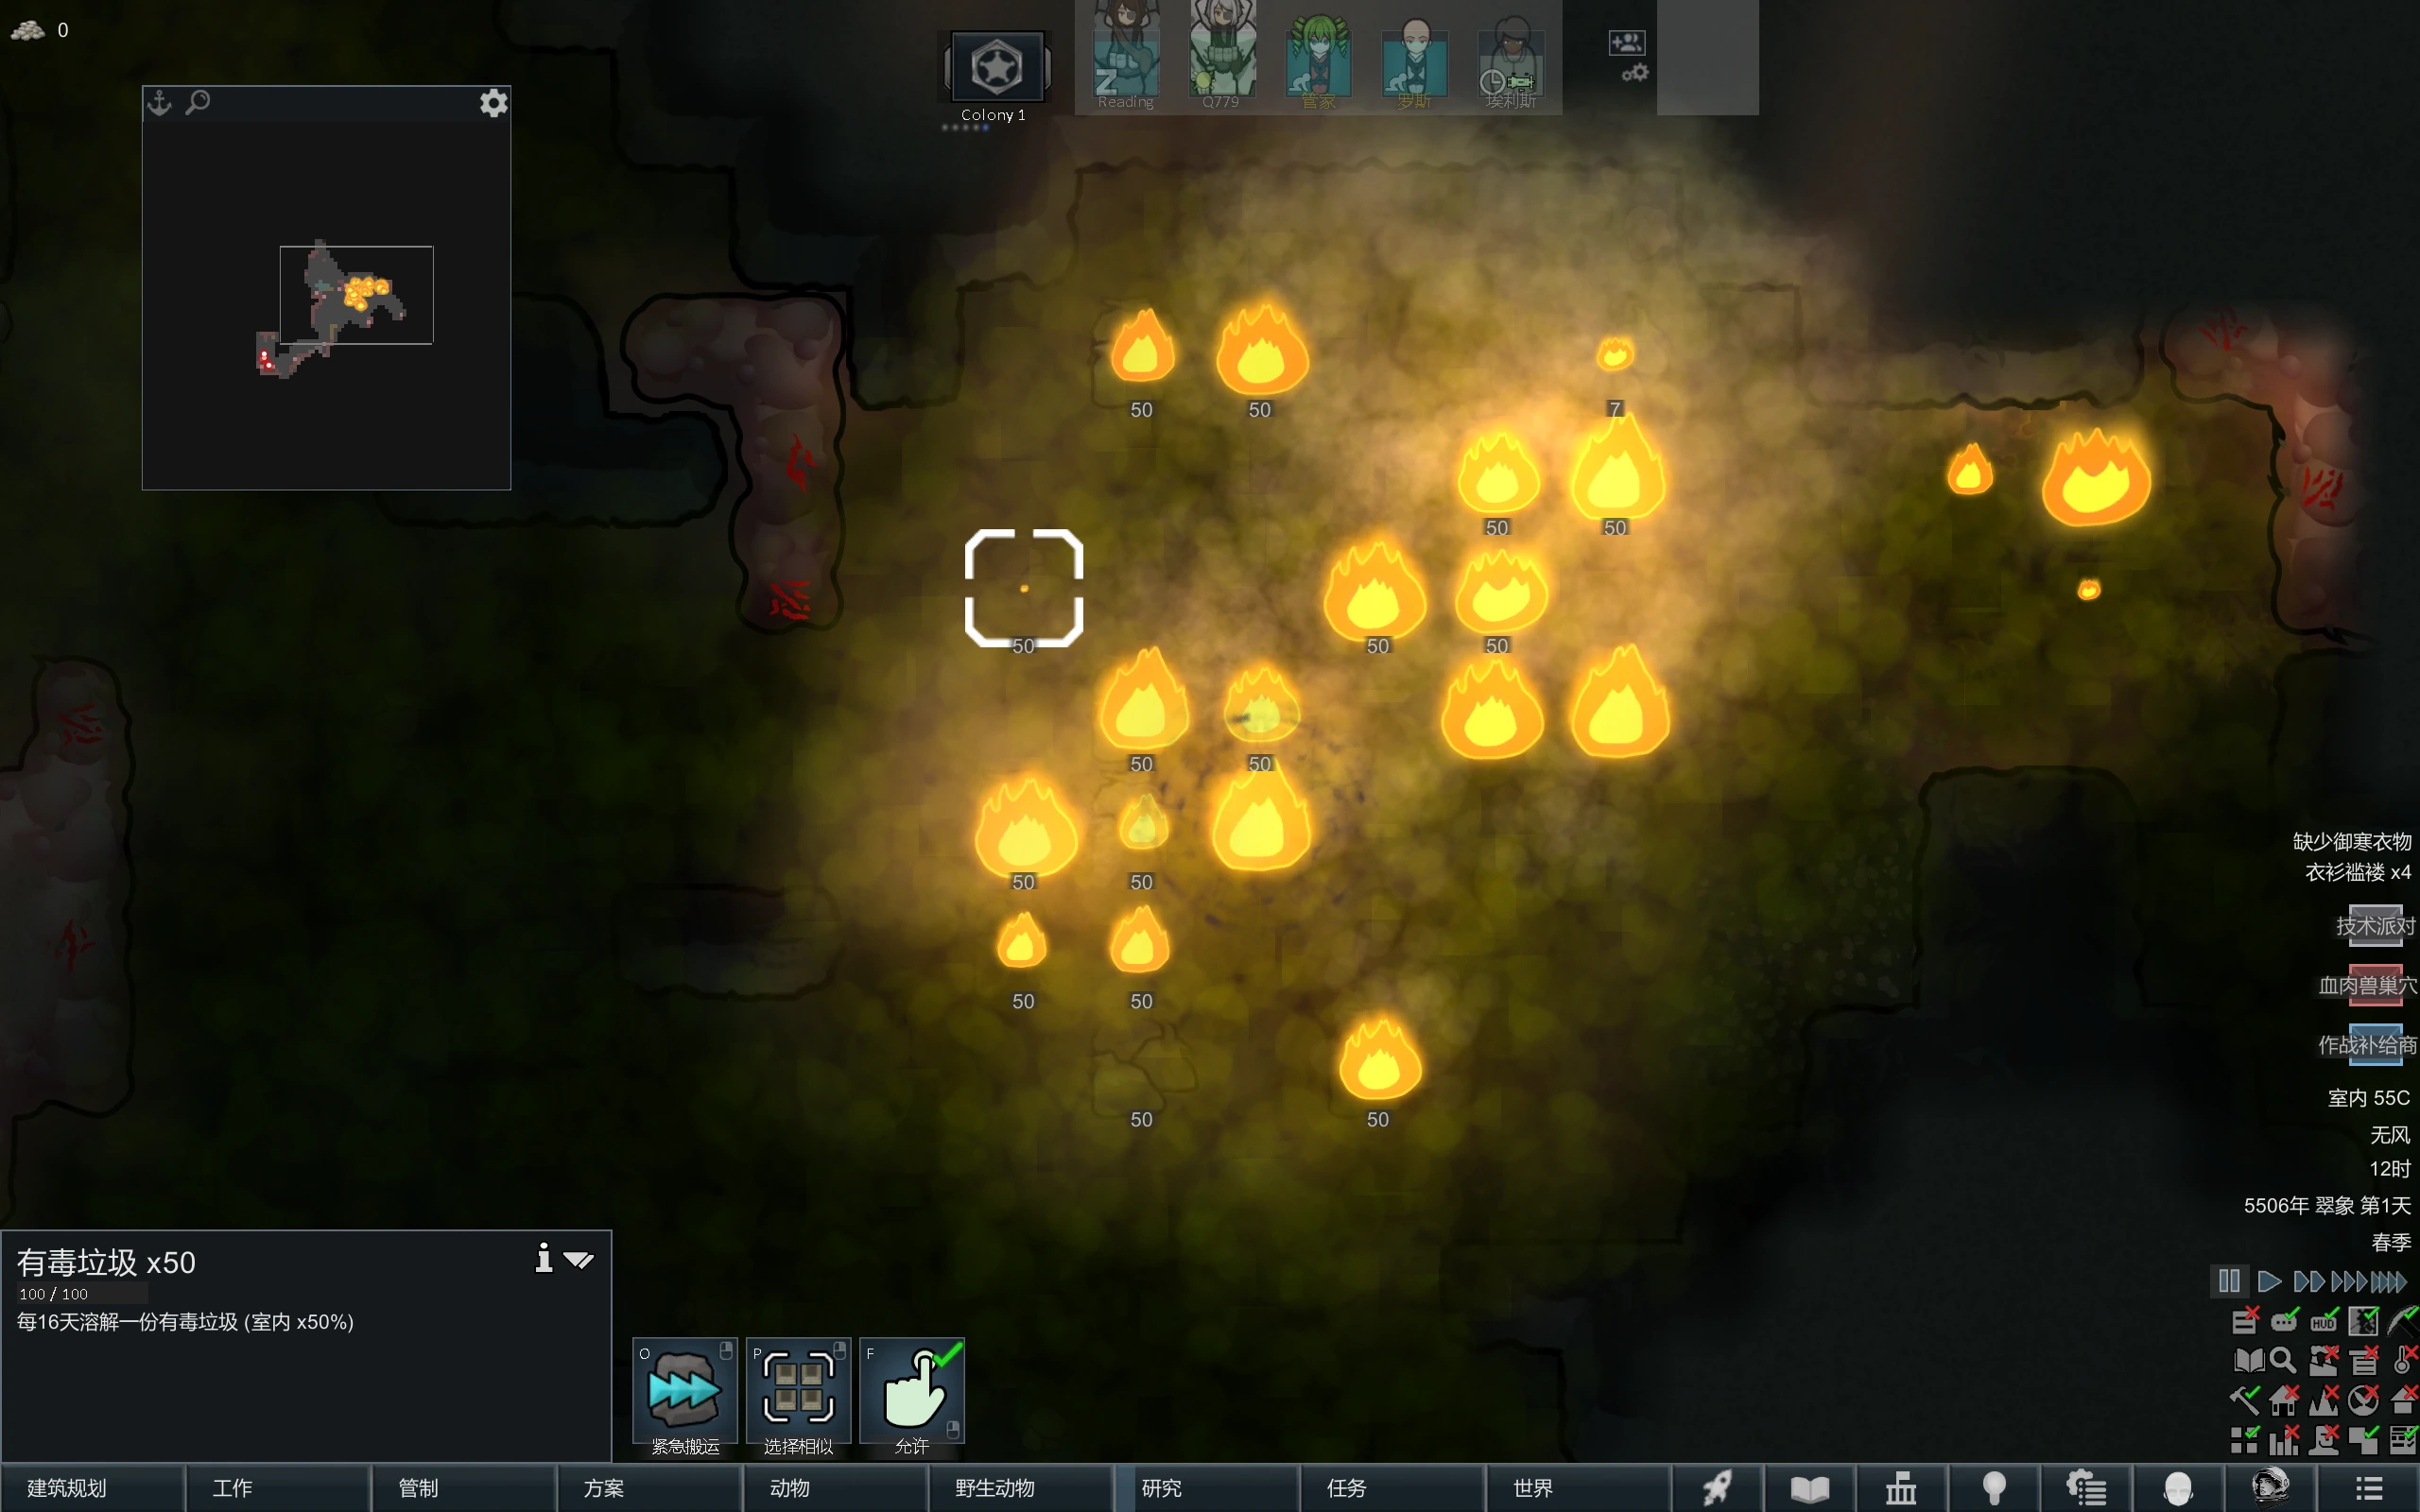 0
Colony 1
Z
Reading
Q779
管家
罗斯
埃利斯
50
50
7
50
50
50
50
50
50
50
50
50
50
50
50
50
缺少御寒衣物
衣衫褴褛 x4
技术派对
血肉兽巢穴
作战补给商
室内 55C
无风
12时
5506年 翠象 第1天
春季
HUD
有毒垃圾 x50
100 / 100
每16天溶解一份有毒垃圾 (室内 x50%)
O
P
F
紧急搬运
选择相似
允许
建筑规划
工作
管制
方案
动物
野生动物
研究
任务
世界